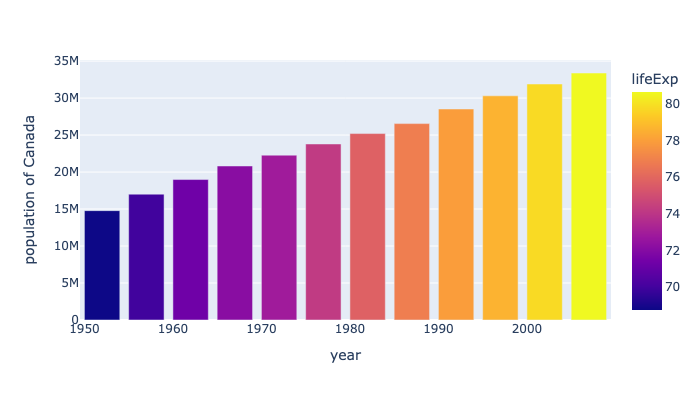 35M
30M
25M
20M
15M
10M
5M
0
population of Canada
1950 1960 1970 1980 1990 2000
year
lifeExp
80
78
76
74
72
70